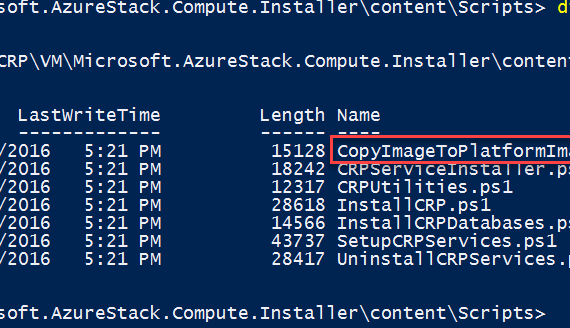 soft.AzureStack.Compute.Installer\content\Scripts> d
CRP\VM\Microsoft.AzureStack.Compute.Installer\conten
LastWriteTime Length Name
------------- ------ ----
/2016 5:21 PM 15128 CopyImageToPlatformIma
/2016 5:21 PM 18242 CRPServiceInstaller.ps
/2016 5:21 PM 12317 CRPUtilities.ps1
/2016 5:21 PM 28618 InstallCRP.ps1
/2016 5:21 PM 14566 InstallCRPDatabases.ps
/2016 5:21 PM 43737 SetupCRPServices.ps1
/2016 5:21 PM 28417 UninstallCRPServices.p
soft.AzureStack.Compute.Installer\content\Scripts>